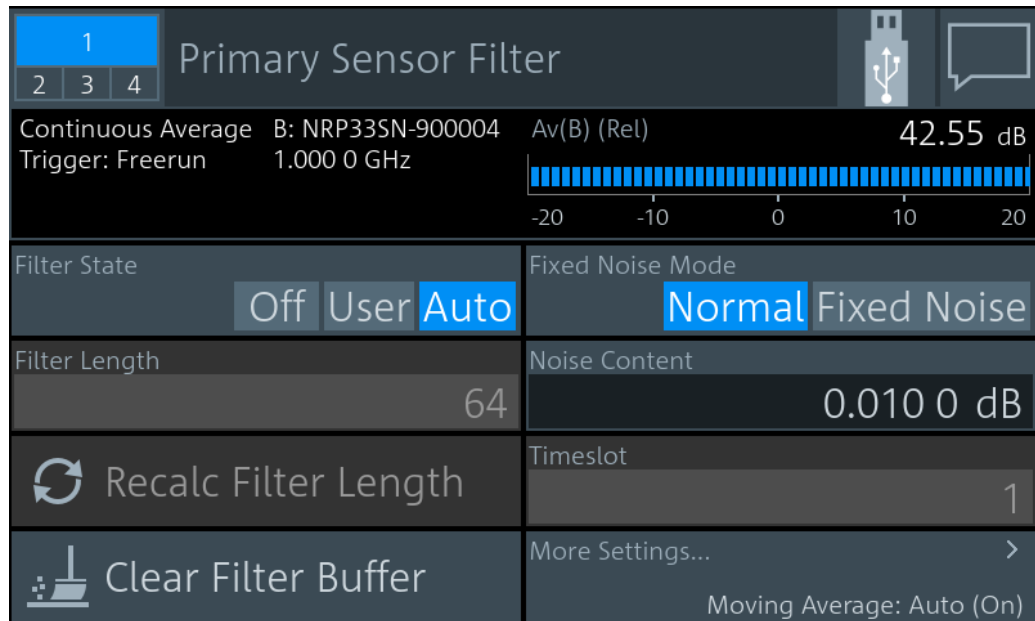 1
2 3 4
Primary Sensor Filter
Continuous Average B: NRP33SN-900004
Trigger: Freerun 1.000 0 GHz
Av(B) (Rel) 42.55 dB
-20 -10 0 10 20
Filter State
Off User Auto
Fixed Noise Mode
Normal Fixed Noise
Filter Length
64
Noise Content
0.010 0 dB
Recalc Filter Length
Timeslot
1
Clear Filter Buffer
More Settings... >
Moving Average: Auto (On)